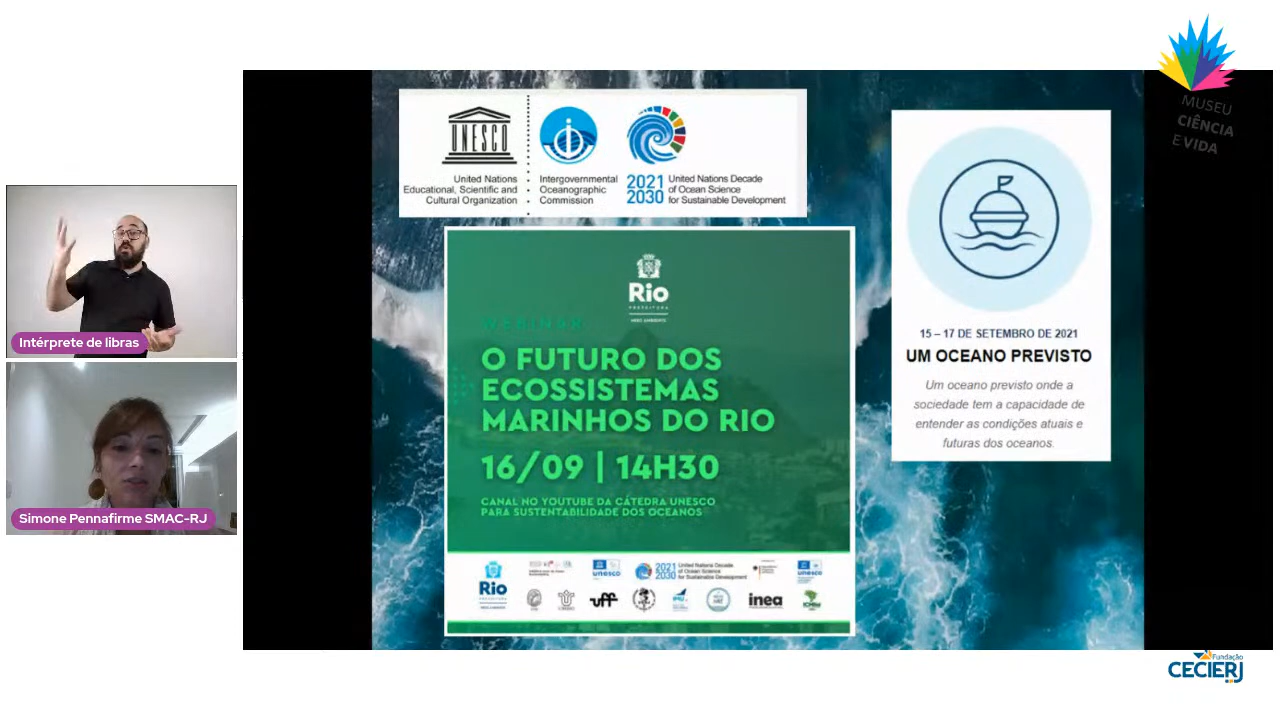 MUSEU
CIÊNCIA
E VIDA
UNESCO
United Nations
Educational, Scientific and
Cultural Organization
Intergovernmental
Oceanographic
Commission
2021
2030
United Nations Decade
of Ocean Science
for Sustainable Development
15 – 17 DE SETEMBRO DE 2021
UM OCEANO PREVISTO
Um oceano previsto onde a
sociedade tem a capacidade de
entender as condições atuais e
futuras dos oceanos.
Rio
PREFEITURA
MEIO AMBIENTE
WEBINAR
O FUTURO DOS
ECOSSISTEMAS
MARINHOS DO RIO
16/09 | 14H30
CANAL NO YOUTUBE DA CÁTEDRA UNESCO
PARA SUSTENTABILIDADE DOS OCEANOS
Rio
unesco
2021
2030
United Nations Decade
of Ocean Science
for Sustainable Development
unesco
uff
inea
Intérprete de libras
Simone Pennafirme SMAC-RJ
Fundação
CECIERJ